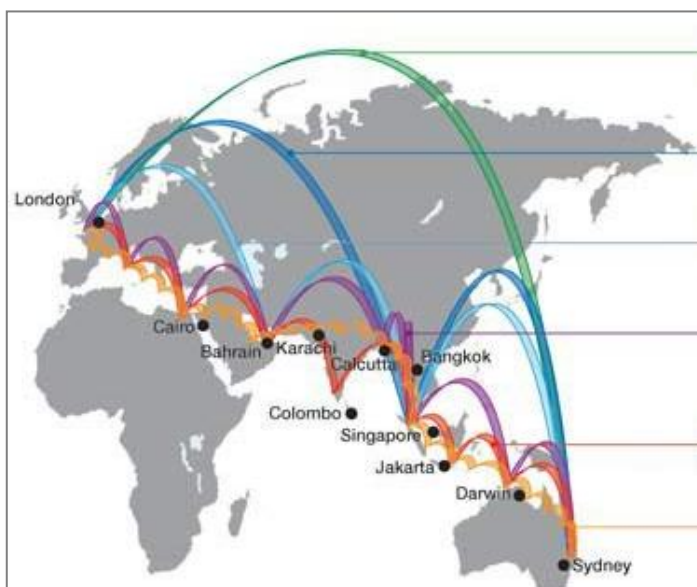 London
Cairo
Bahrain
Karachi
Calcutta
Bangkok
Colombo
Singapore
Jakarta
Darwin
Sydney